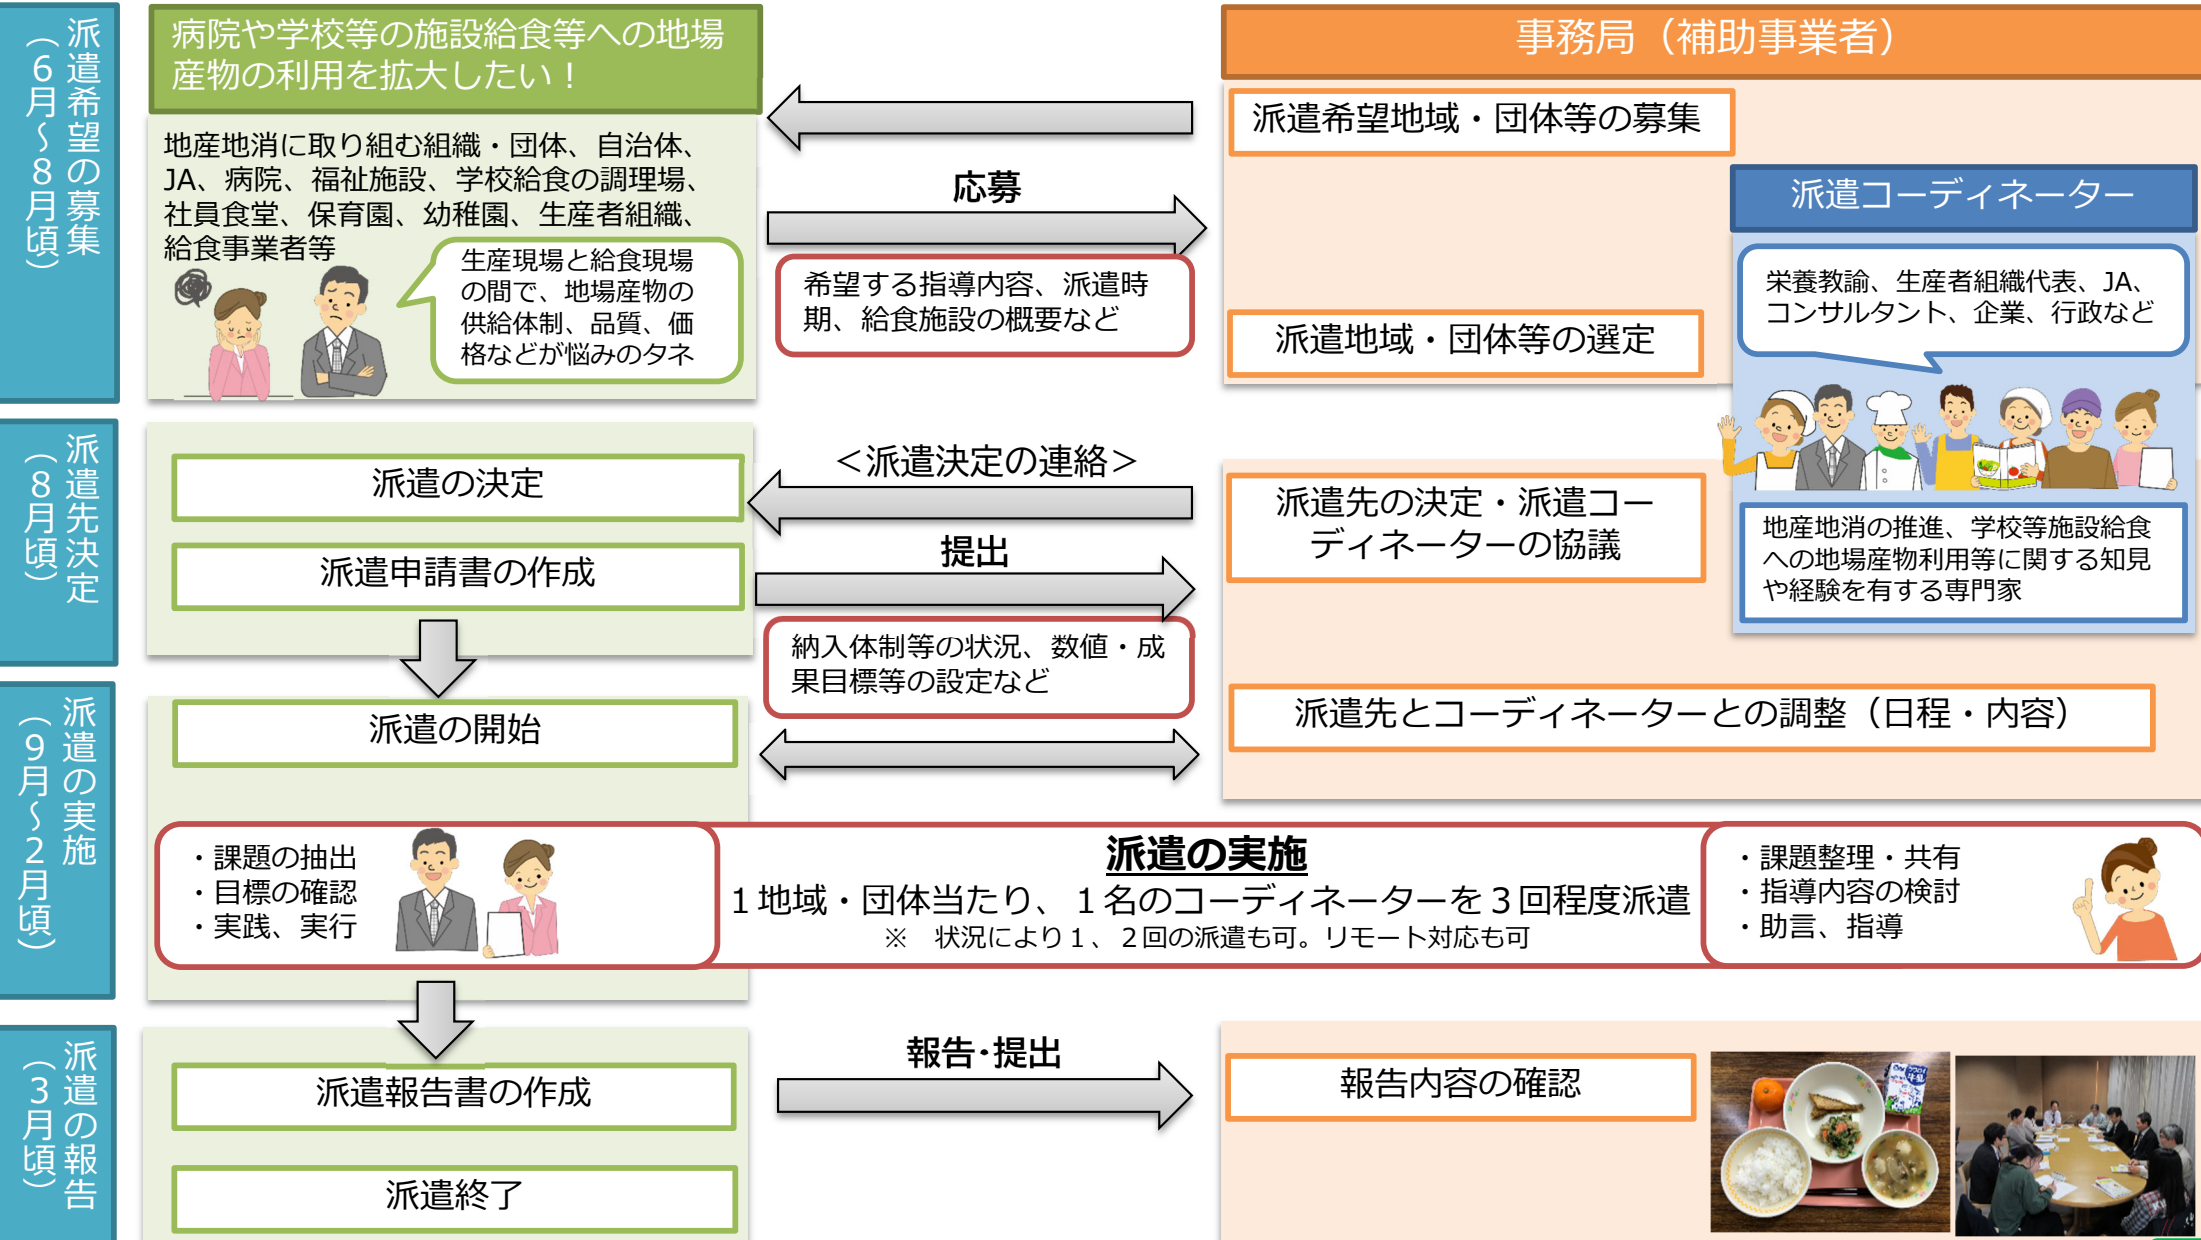 派遣希望の募集
（６月～８月頃）
病院や学校等の施設給食等への地場
産物の利用を拡大したい！
地産地消に取り組む組織・団体、自治体、
JA、病院、福祉施設、学校給食の調理場、
社員食堂、保育園、幼稚園、生産者組織、
給食事業者等
生産現場と給食現場
の間で、地場産物の
供給体制、品質、価
格などが悩みのタネ
応募
希望する指導内容、派遣時
期、給食施設の概要など
事務局（補助事業者）
派遣希望地域・団体等の募集
派遣地域・団体等の選定
派遣コーディネーター
栄養教諭、生産者組織代表、JA、
コンサルタント、企業、行政など
地産地消の推進、学校等施設給食
への地場産物利用等に関する知見
や経験を有する専門家
派遣先決定
（８月頃）
派遣の決定
派遣申請書の作成
＜派遣決定の連絡＞
提出
納入体制等の状況、数値・成
果目標等の設定など
派遣先の決定・派遣コー
ディネーターの協議
派遣の実施
（９月～２月頃）
派遣の開始
派遣先とコーディネーターとの調整（日程・内容）
・課題の抽出
・目標の確認
・実践、実行
派遣の実施
１地域・団体当たり、１名のコーディネーターを３回程度派遣
※　状況により１、２回の派遣も可。リモート対応も可
・課題整理・共有
・指導内容の検討
・助言、指導
派遣の報告
（３月頃）
派遣報告書の作成
派遣終了
報告･提出
報告内容の確認
牛乳